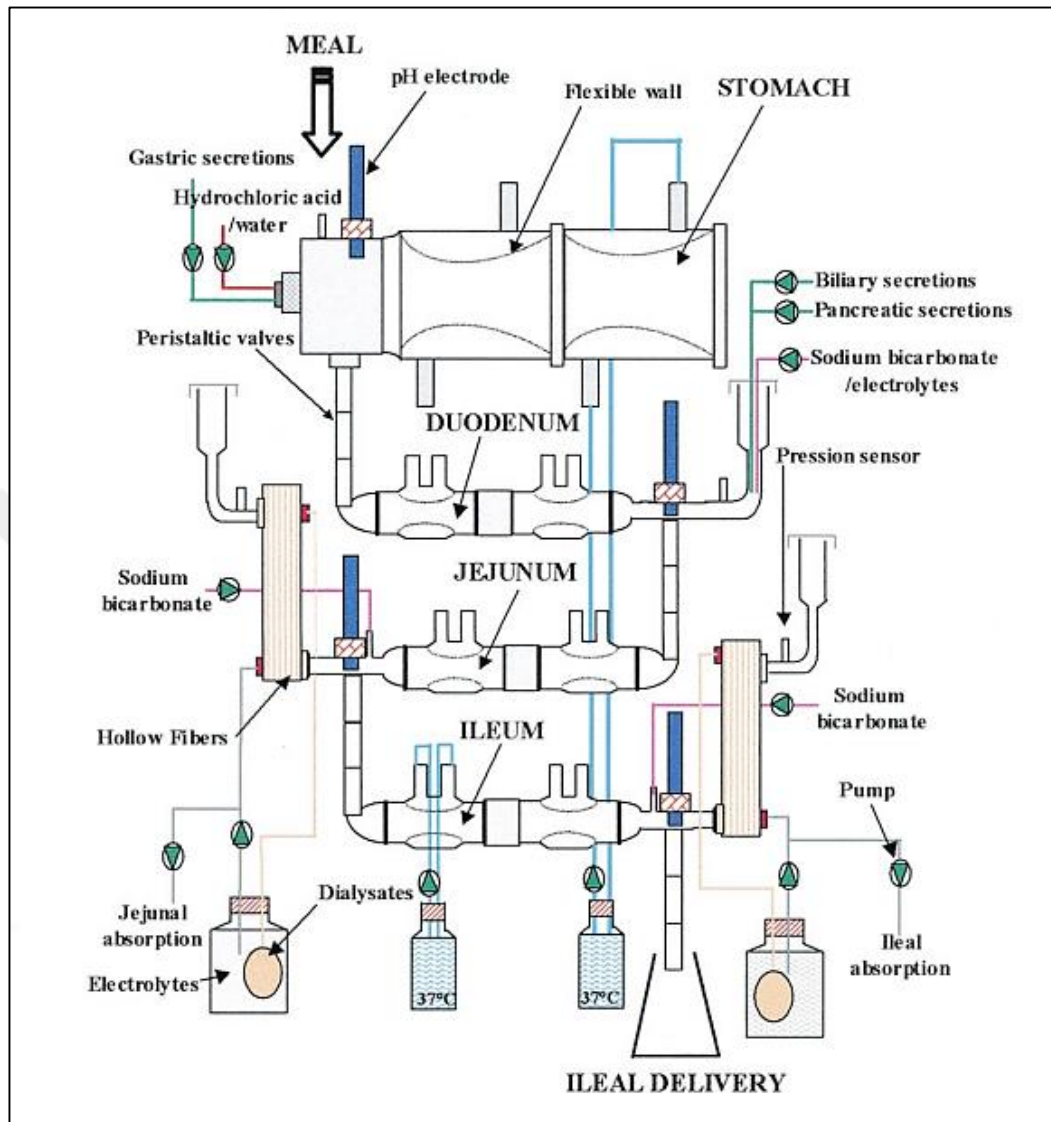 MEAL
pH electrode
Flexible wall
STOMACH
Gastric secretions
Hydrochloric acid
/water
Biliary secretions
Pancreatic secretions
Peristaltic valves
Sodium bicarbonate
/electrolytes
DUODENUM
Pression sensor
JEJUNUM
Sodium
bicarbonate
Sodium
bicarbonate
Hollow Fibers
ILEUM
Pump
Dialysates
Jejunal
absorption
Ileal
absorption
Electrolytes
37°C
37°C
ILEAL DELIVERY